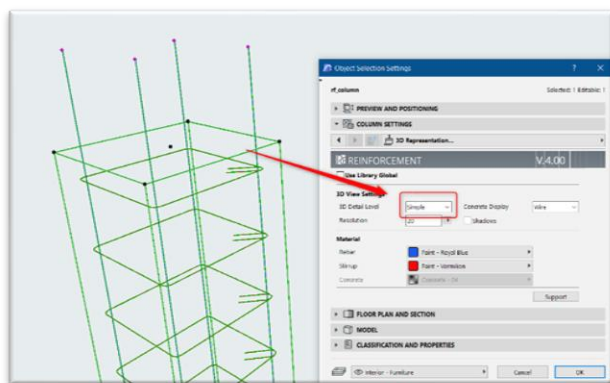 Object Selection Settings
? X
rf_column
Selected: 1 Editable: 1
PREVIEW AND POSITIONING
COLUMN SETTINGS
3D Representation...
REINFORCEMENT V.4.00
Use Library Global
3D View Settings
3D Detail Level Simple Concrete Display Wire
Resolution 20 Shadows
Material
Rebar Paint - Royal Blue
Stirrup Paint - Vermilion
Concrete
Support
FLOOR PLAN AND SECTION
MODEL
CLASSIFICATION AND PROPERTIES
Interior - Furniture Cancel OK